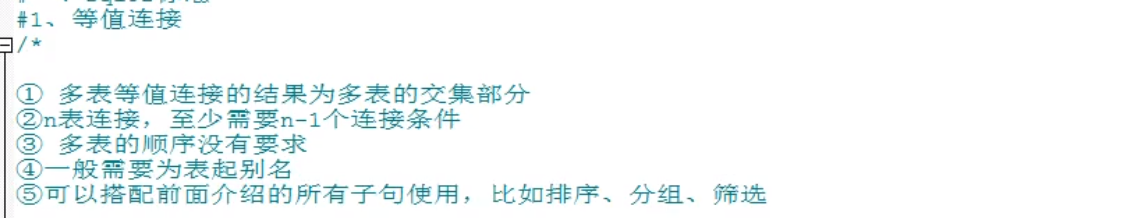 #1、等值连接
/*
① 多表等值连接的结果为多表的交集部分
②n表连接，至少需要n-1个连接条件
③ 多表的顺序没有要求
④一般需要为表起别名
⑤可以搭配前面介绍的所有子句使用，比如排序、分组、筛选